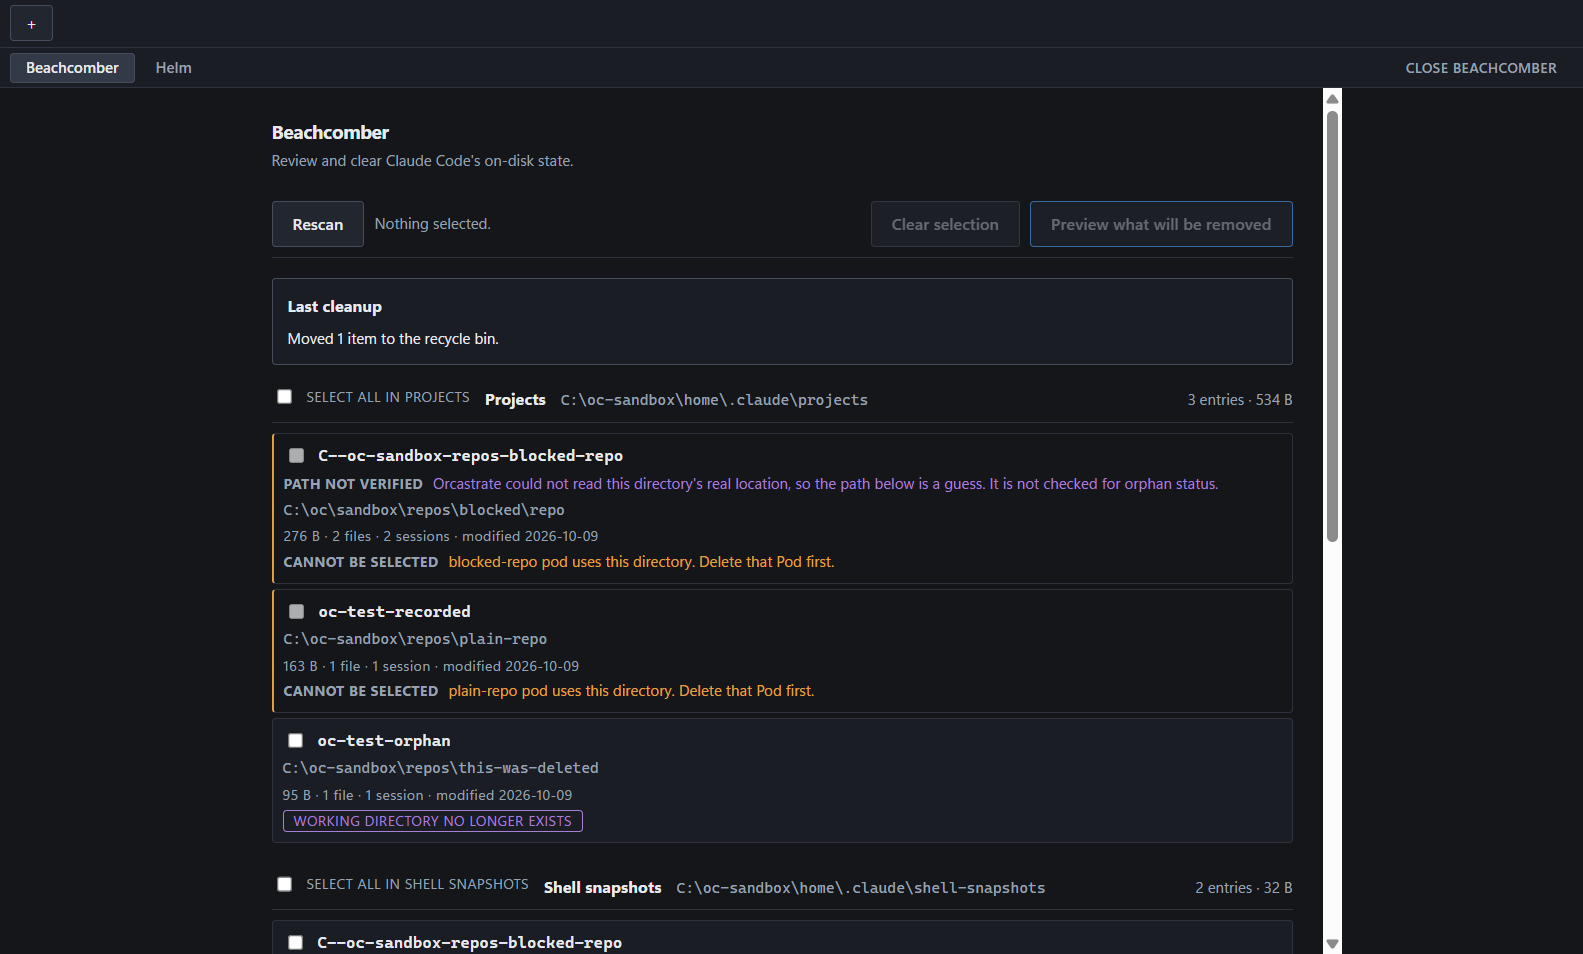 +
Beachcomber Helm CLOSE BEACHCOMBER
Beachcomber
Review and clear Claude Code's on-disk state.
Rescan Nothing selected. Clear selection Preview what will be removed
Last cleanup
Moved 1 item to the recycle bin.
SELECT ALL IN PROJECTS Projects C:\oc-sandbox\home\.claude\projects 3 entries · 534 B
C--oc-sandbox-repos-blocked-repo
PATH NOT VERIFIED Orcastrate could not read this directory's real location, so the path below is a guess. It is not checked for orphan status.
C:\oc\sandbox\repos\blocked\repo
276 B · 2 files · 2 sessions · modified 2026-10-09
CANNOT BE SELECTED blocked-repo pod uses this directory. Delete that Pod first.
oc-test-recorded
C:\oc-sandbox\repos\plain-repo
163 B · 1 file · 1 session · modified 2026-10-09
CANNOT BE SELECTED plain-repo pod uses this directory. Delete that Pod first.
oc-test-orphan
C:\oc-sandbox\repos\this-was-deleted
95 B · 1 file · 1 session · modified 2026-10-09
WORKING DIRECTORY NO LONGER EXISTS
SELECT ALL IN SHELL SNAPSHOTS Shell snapshots C:\oc-sandbox\home\.claude\shell-snapshots 2 entries · 32 B
C--oc-sandbox-repos-blocked-repo